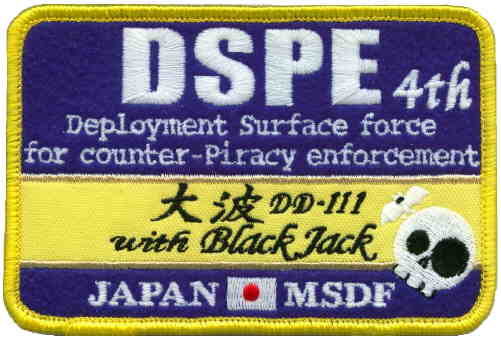 DSPE 4th
Deployment Surface force
for counter-Piracy enforcement
大波 DD-111
with Black Jack
JAPAN MSDF